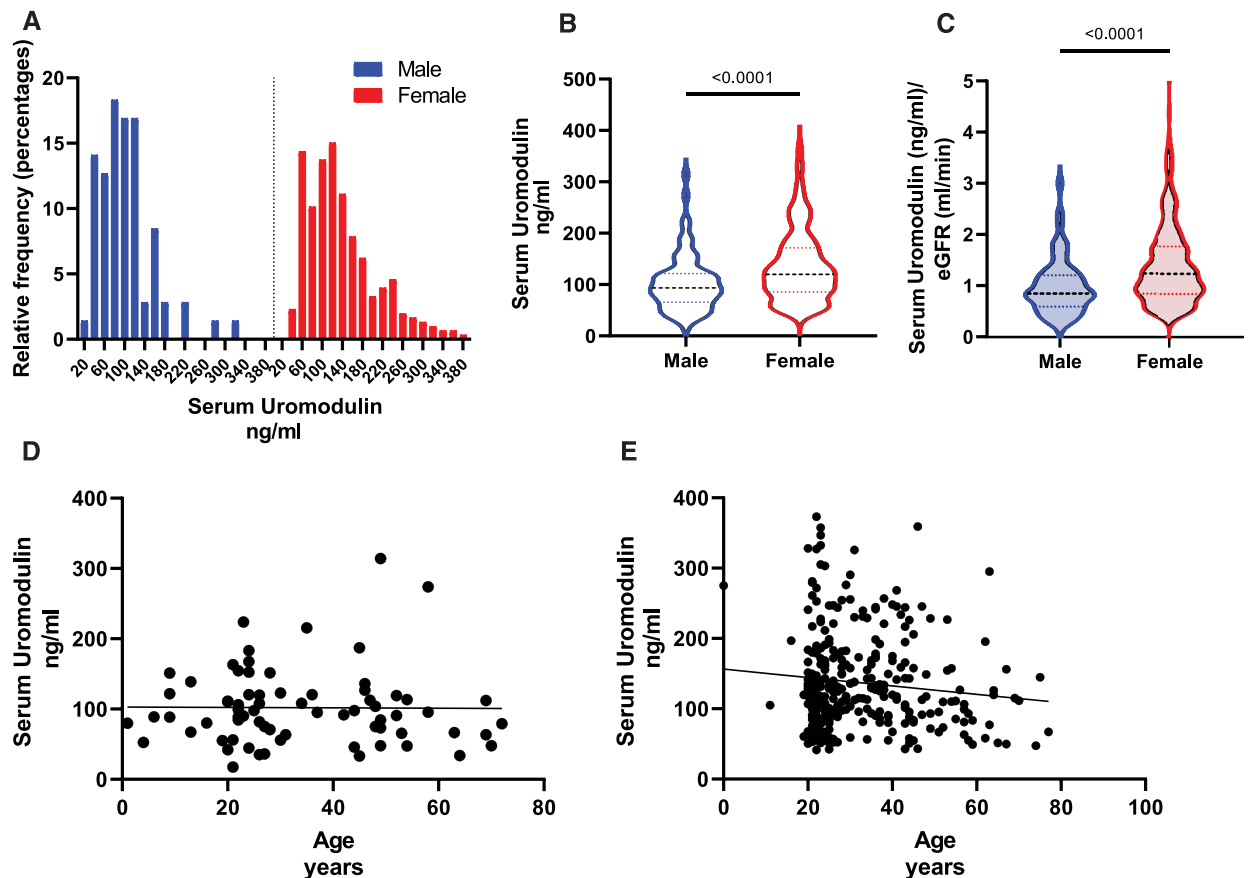 A
Relative frequency (percentages)
20
15
10
5
0
Male
Female
20 60 100 140 180 220 260 300 340 380 20 60 100 140 180 220 260 300 340 380
Serum Uromodulin
ng/ml
B
<0.0001
Serum Uromodulin
ng/ml
500
400
300
200
100
0
Male Female
C
<0.0001
Serum Uromodulin (ng/ml)/
eGFR (ml/min)
5
4
3
2
1
0
Male Female
D
Serum Uromodulin
ng/ml
400
300
200
100
0
0 20 40 60 80
Age
years
E
Serum Uromodulin
ng/ml
400
300
200
100
0
0 20 40 60 80 100
Age
years